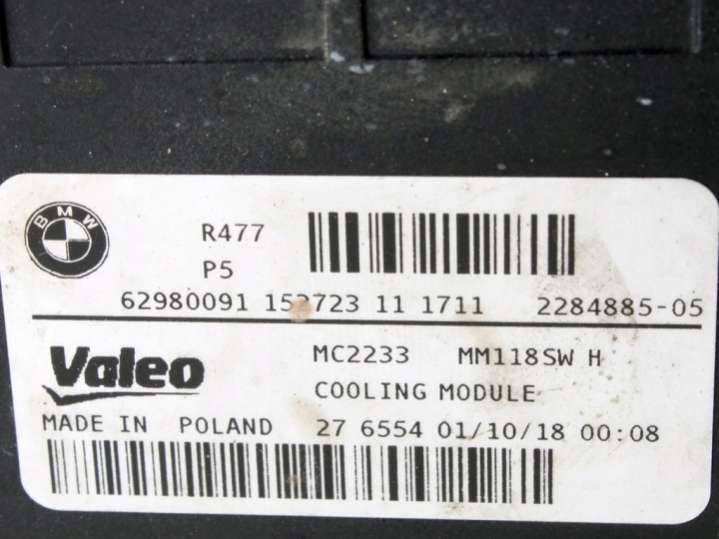 BMW
R477
P5
62980091 11 1711 2284885-05
Valeo MC2233 MM118SW H
COOLING MODULE
MADE IN POLAND 27 6554 01/10/18 00:08